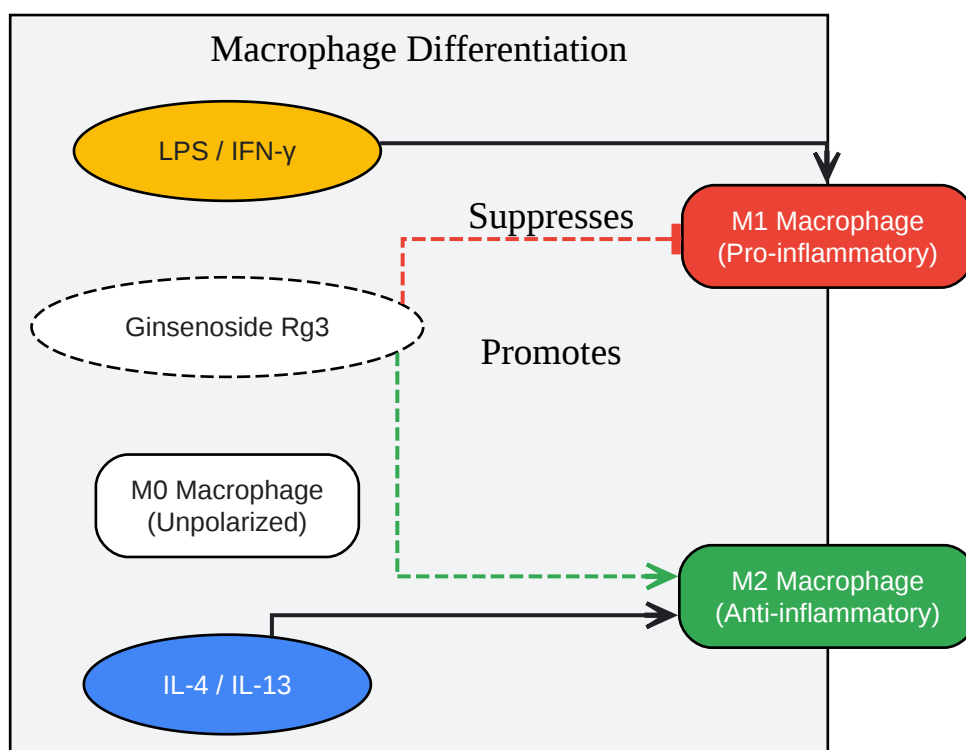 Macrophage Differentiation
LPS / IFN-γ
Suppresses
M1 Macrophage
(Pro-inflammatory)
Ginsenoside Rg3
Promotes
M0 Macrophage
(Unpolarized)
M2 Macrophage
(Anti-inflammatory)
IL-4 / IL-13